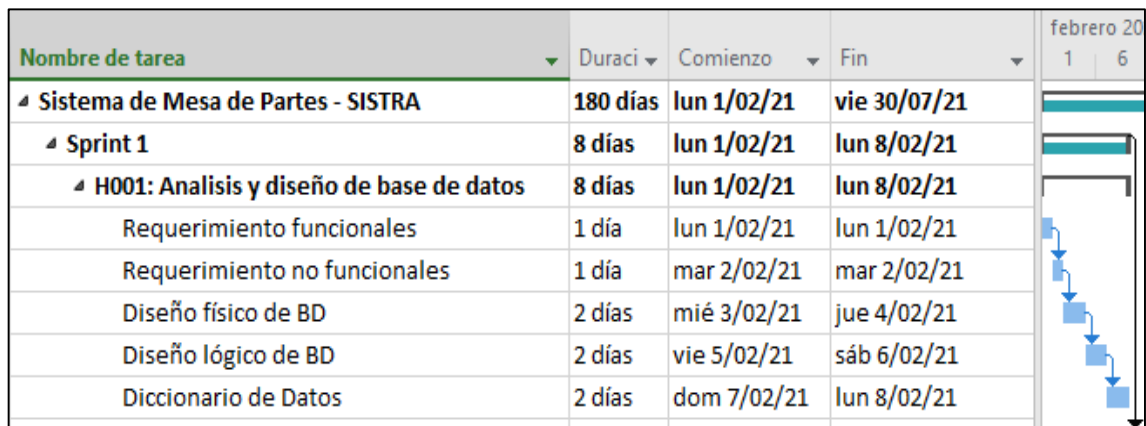 febrero 20
Nombre de tarea Duraci Comienzo Fin 1 6
Sistema de Mesa de Partes - SISTRA 180 días lun 1/02/21 vie 30/07/21
Sprint 1 8 días lun 1/02/21 lun 8/02/21
H001: Analisis y diseño de base de datos 8 días lun 1/02/21 lun 8/02/21
Requerimiento funcionales 1 día lun 1/02/21 lun 1/02/21
Requerimiento no funcionales 1 día mar 2/02/21 mar 2/02/21
Diseño físico de BD 2 días mié 3/02/21 jue 4/02/21
Diseño lógico de BD 2 días vie 5/02/21 sáb 6/02/21
Diccionario de Datos 2 días dom 7/02/21 lun 8/02/21